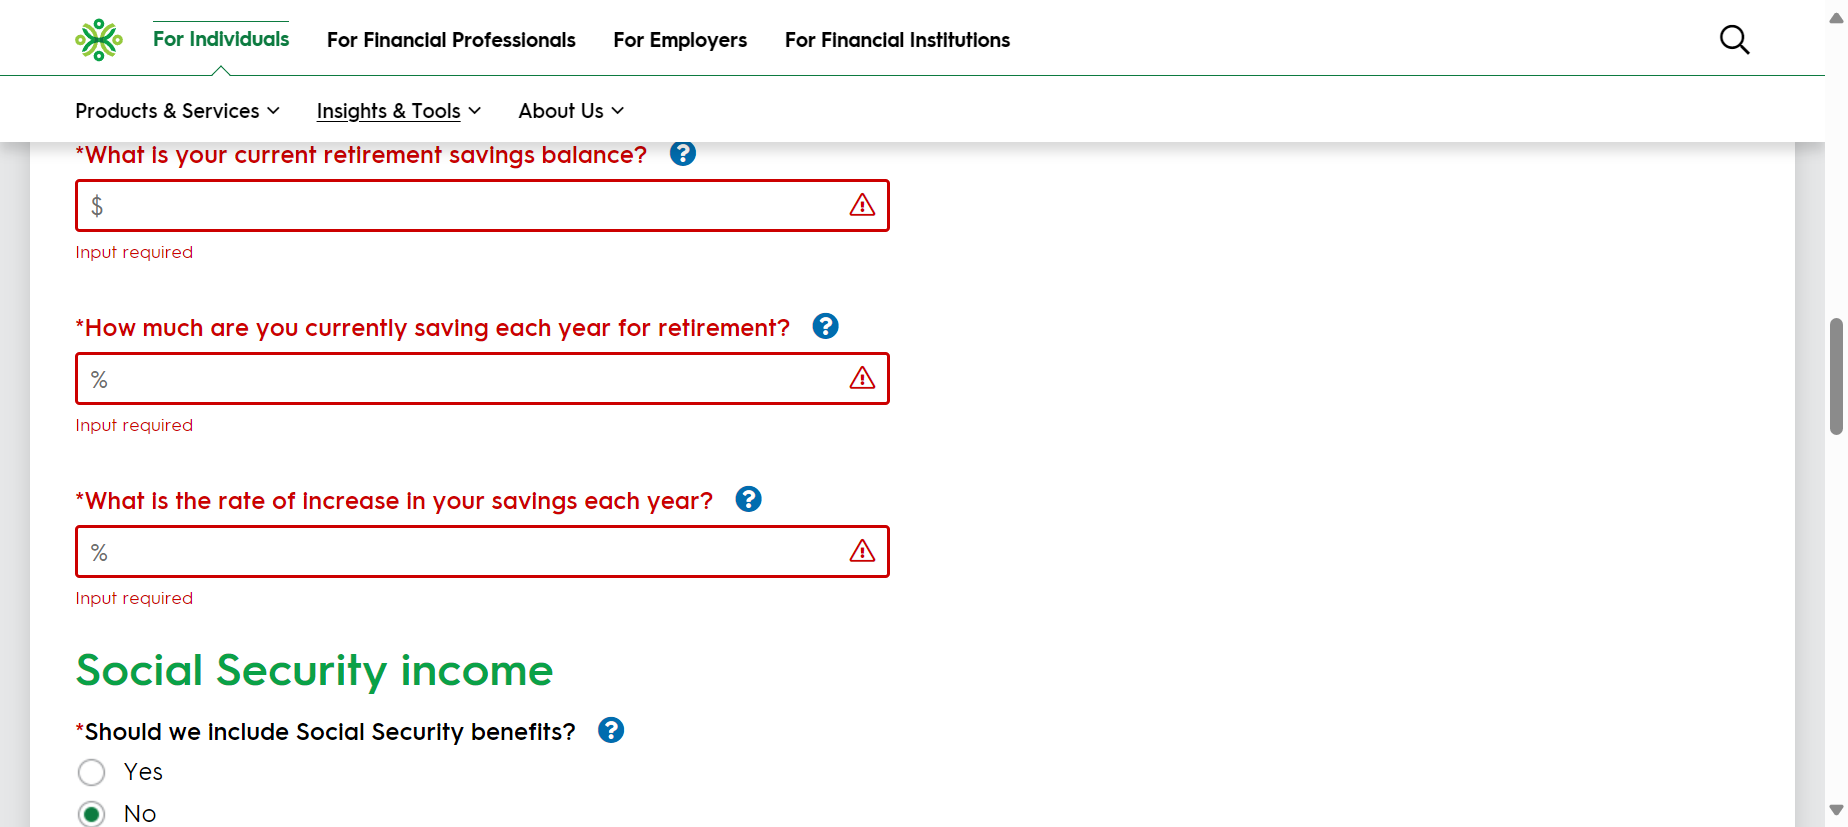 For Individuals For Financial Professionals For Employers For Financial Institutions
Products & Services Insights & Tools About Us
*What is your current retirement savings balance? ?
$
Input required
*How much are you currently saving each year for retirement? ?
%
Input required
*What is the rate of increase in your savings each year? ?
%
Input required
Social Security income
*Should we include Social Security benefits? ?
Yes
No